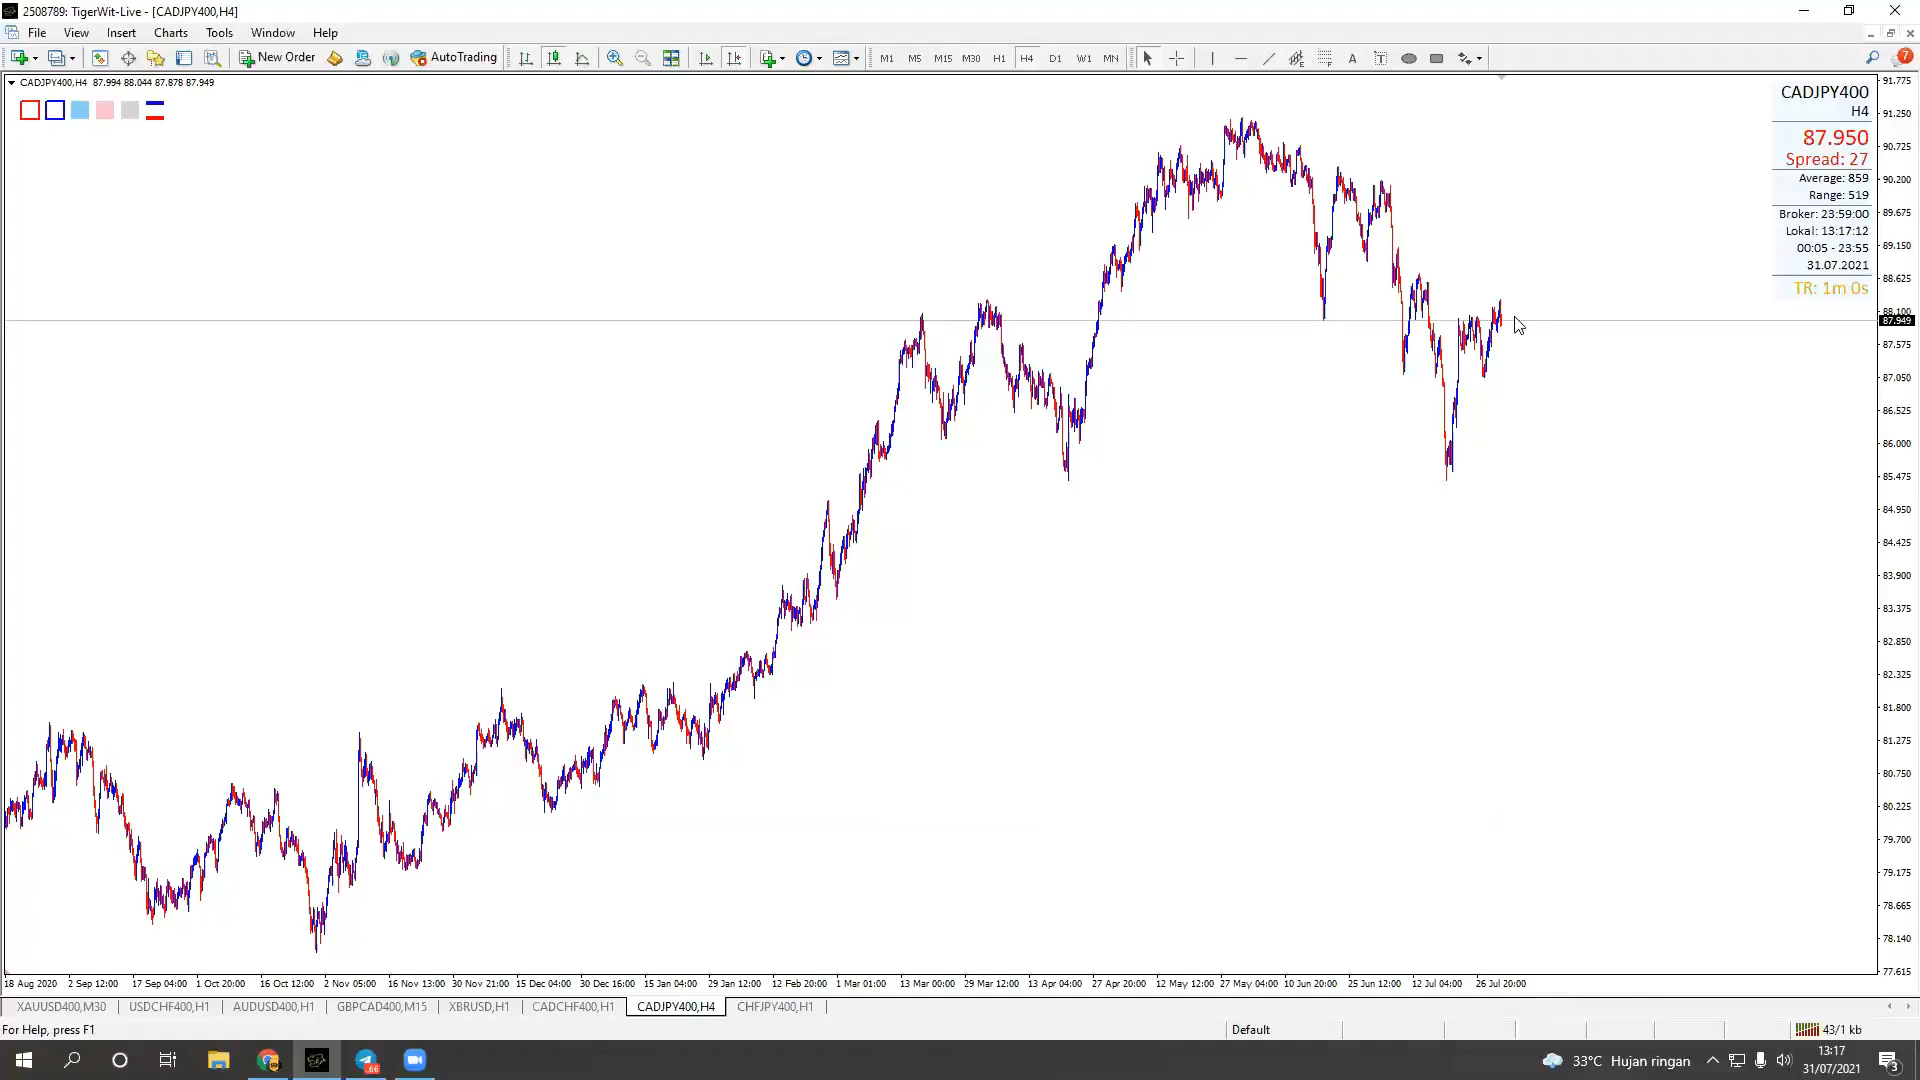 2508789: TigerWit-Live - [CADJPY400,H4]
File View Insert Charts Tools Window Help
New Order AutoTrading M1 M5 M15 M30 H1 H4 D1 W1 MN A T 7
CADJPY400,H4 87.994 88.044 87.878 87.949
CADJPY400
H4
87.950
Spread: 27
Average: 859
Range: 519
Broker: 23:59:00
Lokal: 13:17:12
00:05 - 23:55
31.07.2021
TR: 1m 0s
91.775
91.250
90.725
90.200
89.675
89.150
88.625
88.100
87.949
87.575
87.050
86.525
86.000
85.475
84.950
84.425
83.900
83.375
82.850
82.325
81.800
81.275
80.750
80.225
79.700
79.175
78.665
78.140
77.615
18 Aug 2020 2 Sep 12:00 17 Sep 04:00 1 Oct 20:00 16 Oct 12:00 2 Nov 05:00 16 Nov 13:00 30 Nov 21:00 15 Dec 04:00 30 Dec 16:00 15 Jan 04:00 29 Jan 12:00 12 Feb 20:00 1 Mar 01:00 13 Mar 00:00 29 Mar 12:00 13 Apr 04:00 27 Apr 20:00 12 May 12:00 27 May 04:00 10 Jun 20:00 25 Jun 12:00 12 Jul 04:00 26 Jul 20:00
XAUUSD400,M30 USDCHF400,H1 AUDUSD400,H1 GBPCAD400,M15 XBRUSD,H1 CADCHF400,H1 CADJPY400,H4 CHFJPY400,H1
For Help, press F1 Default 43/1 kb
66 33°C Hujan ringan 13:17
31/07/2021 3